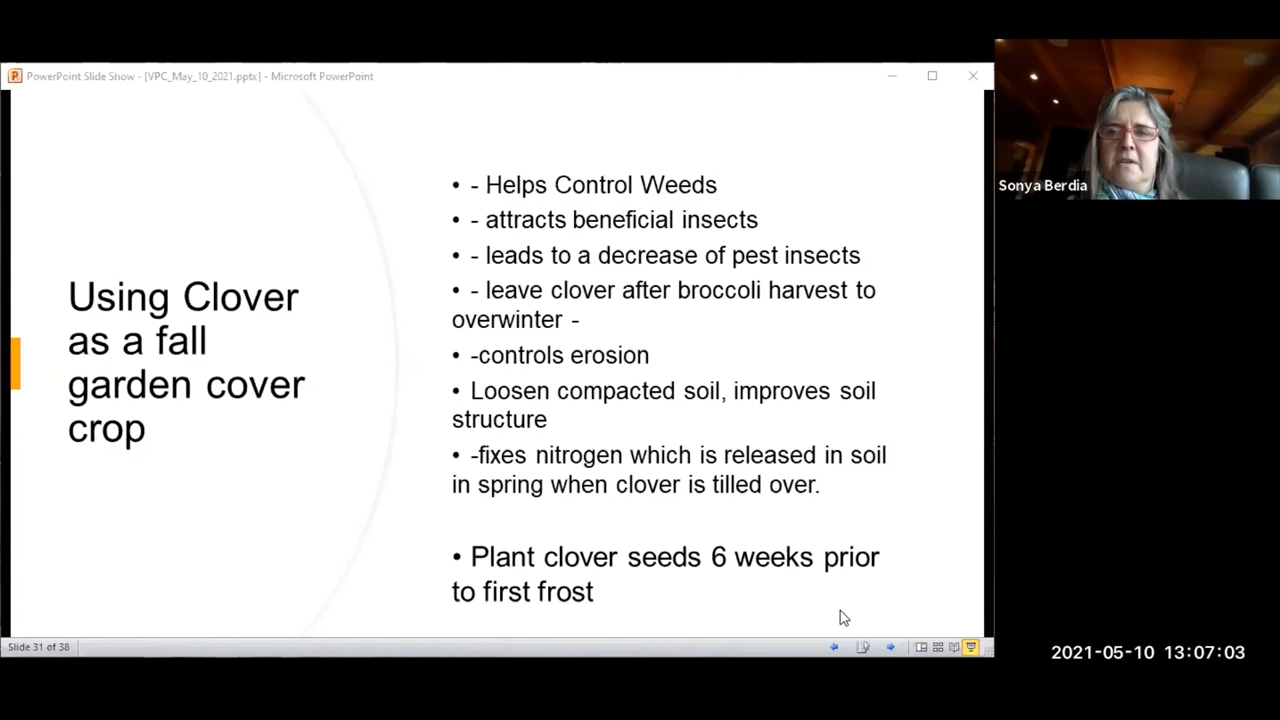 PowerPoint Slide Show - [VPC_May_10_2021.pptx] - Microsoft PowerPoint
Using Clover
as a fall
garden cover
crop
• - Helps Control Weeds
• - attracts beneficial insects
• - leads to a decrease of pest insects
• - leave clover after broccoli harvest to
overwinter -
• -controls erosion
• Loosen compacted soil, improves soil
structure
• -fixes nitrogen which is released in soil
in spring when clover is tilled over.
• Plant clover seeds 6 weeks prior
to first frost
Sonya Berdia
Slide 31 of 38
2021-05-10 13:07:03